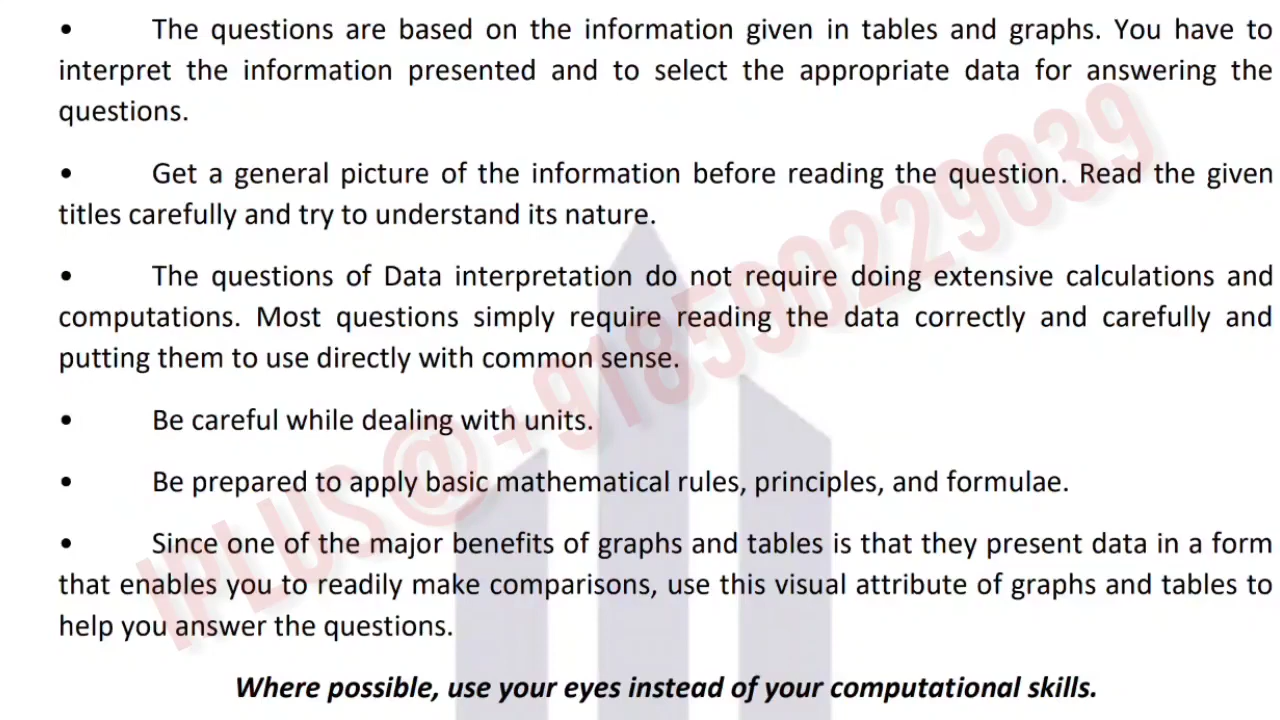 • The questions are based on the information given in tables and graphs. You have to
interpret the information presented and to select the appropriate data for answering the
questions.
• Get a general picture of the information before reading the question. Read the given
titles carefully and try to understand its nature.
• The questions of Data interpretation do not require doing extensive calculations and
computations. Most questions simply require reading the data correctly and carefully and
putting them to use directly with common sense.
• Be careful while dealing with units.
• Be prepared to apply basic mathematical rules, principles, and formulae.
• Since one of the major benefits of graphs and tables is that they present data in a form
that enables you to readily make comparisons, use this visual attribute of graphs and tables to
help you answer the questions.
Where possible, use your eyes instead of your computational skills.
IPLUS@+918590229039